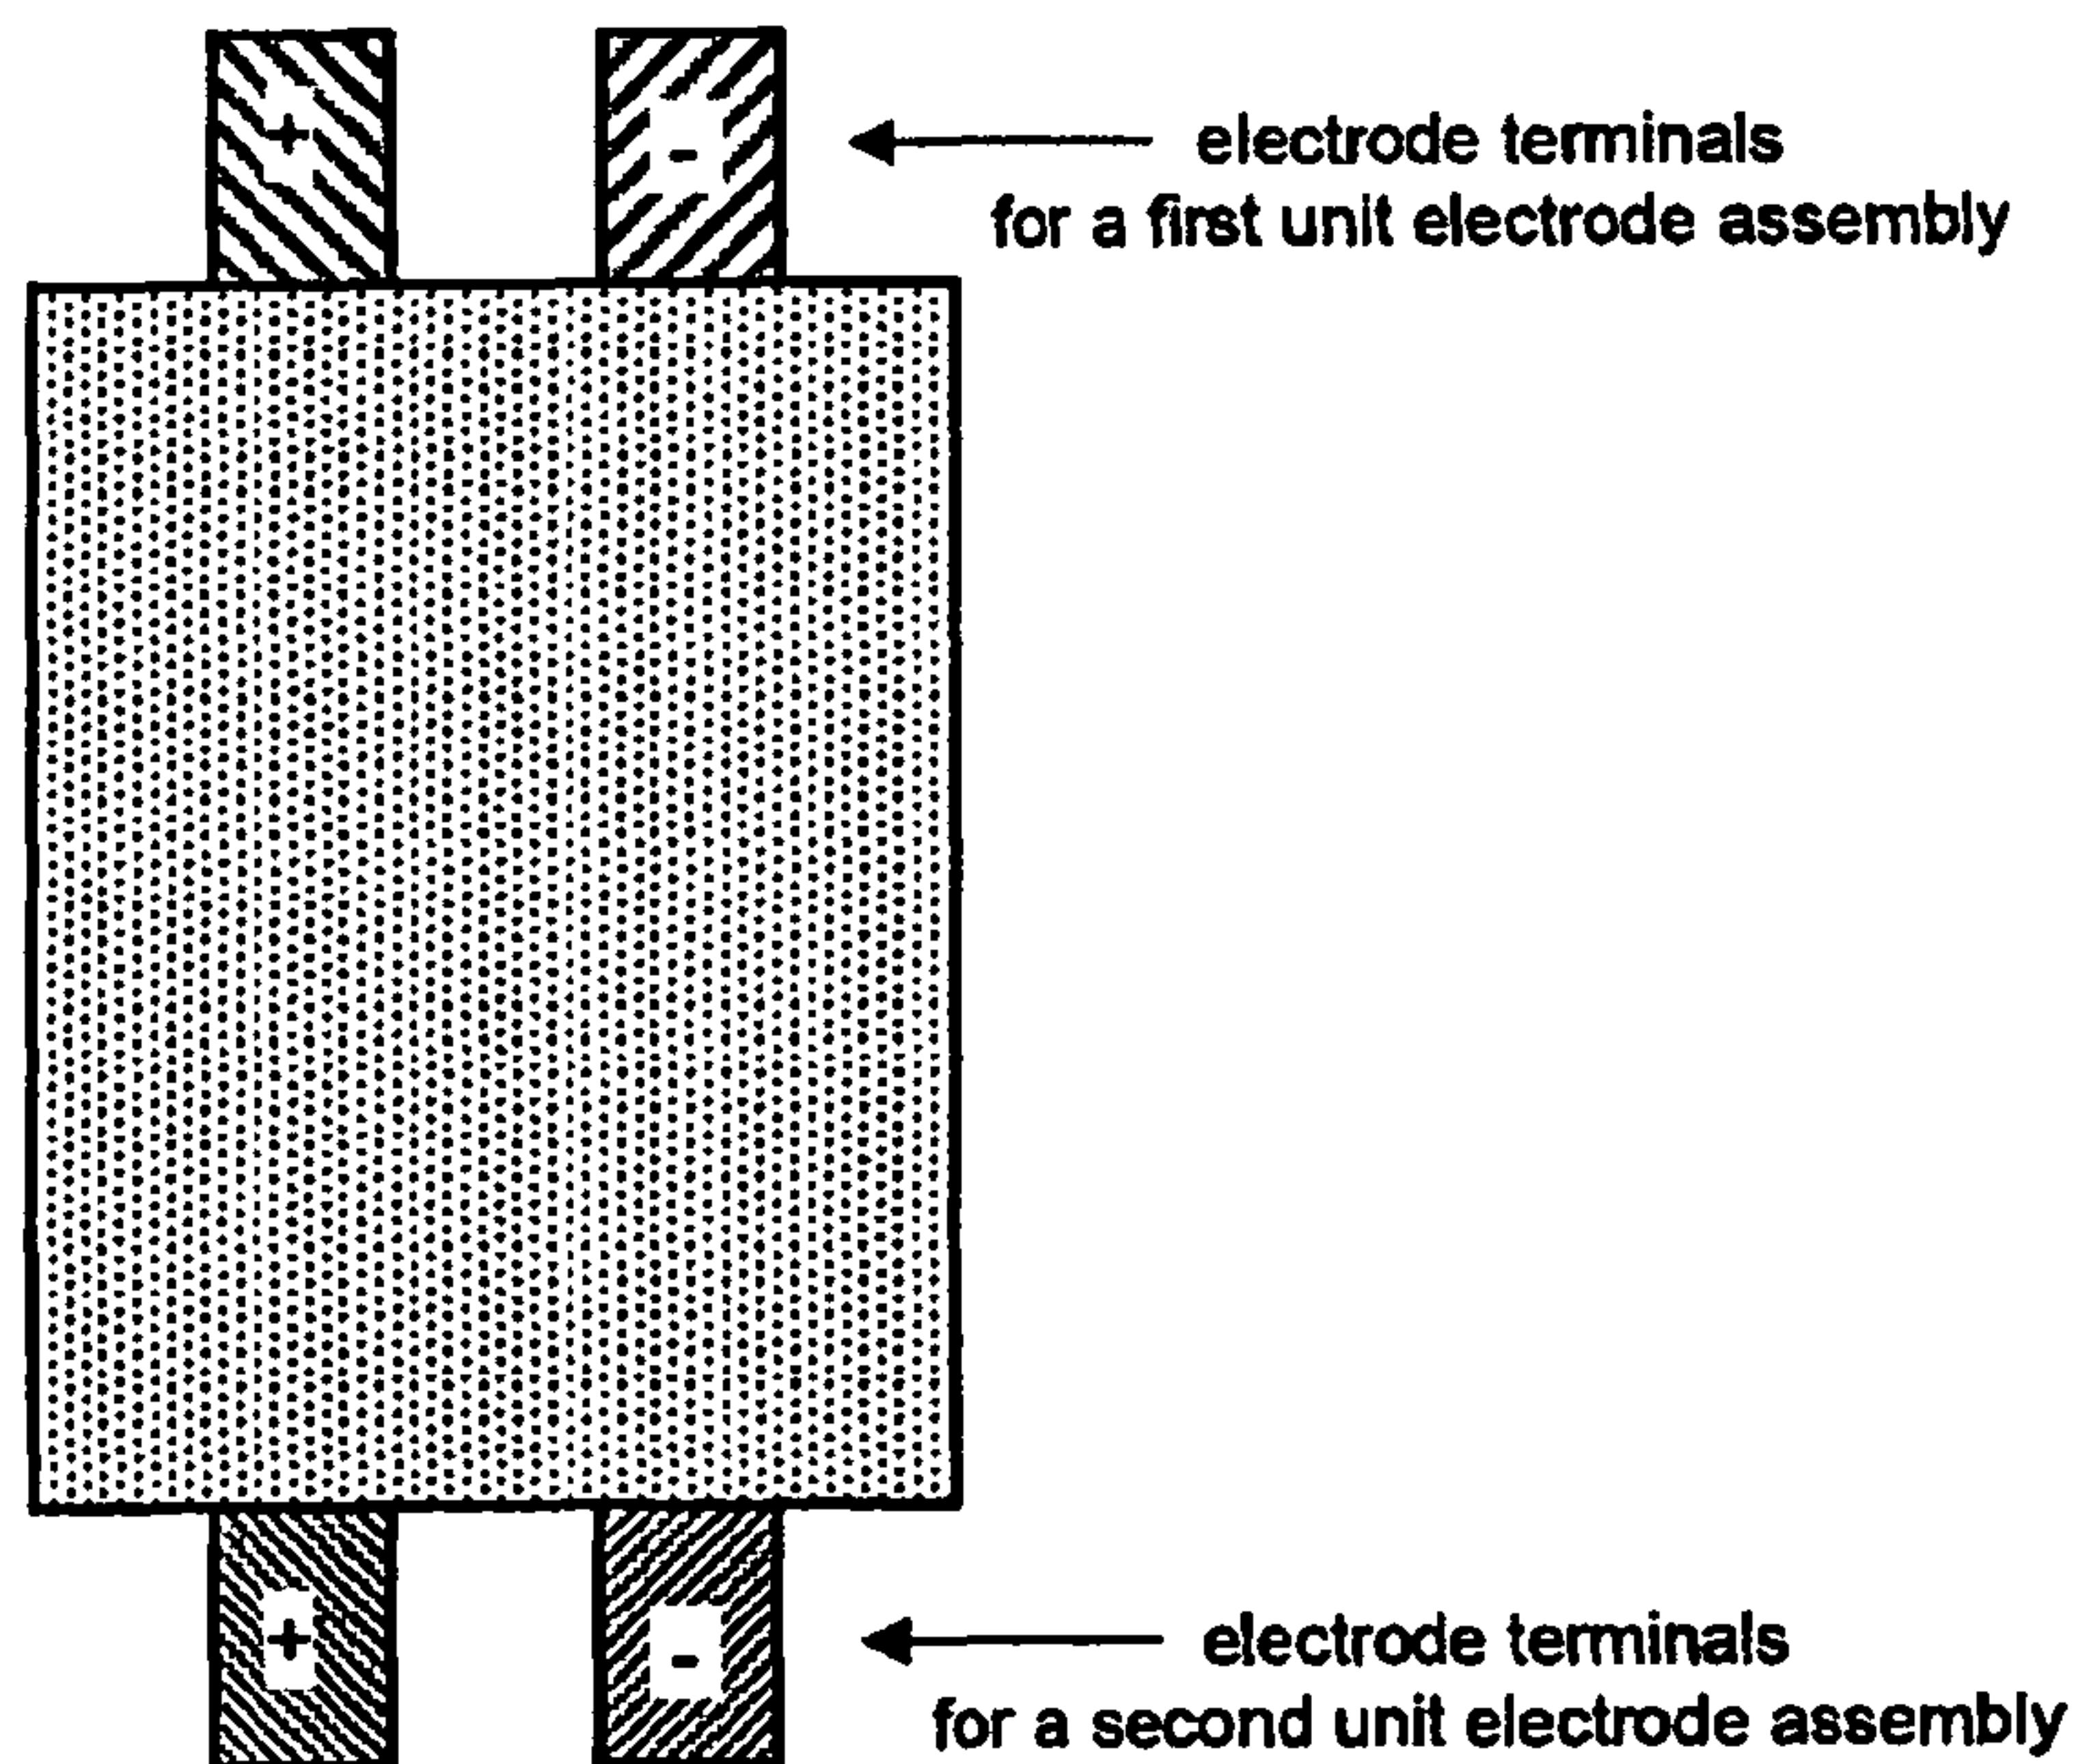 + -
electrode terminals
for a first unit electrode assembly
+ -
electrode terminals
for a second unit electrode assembly